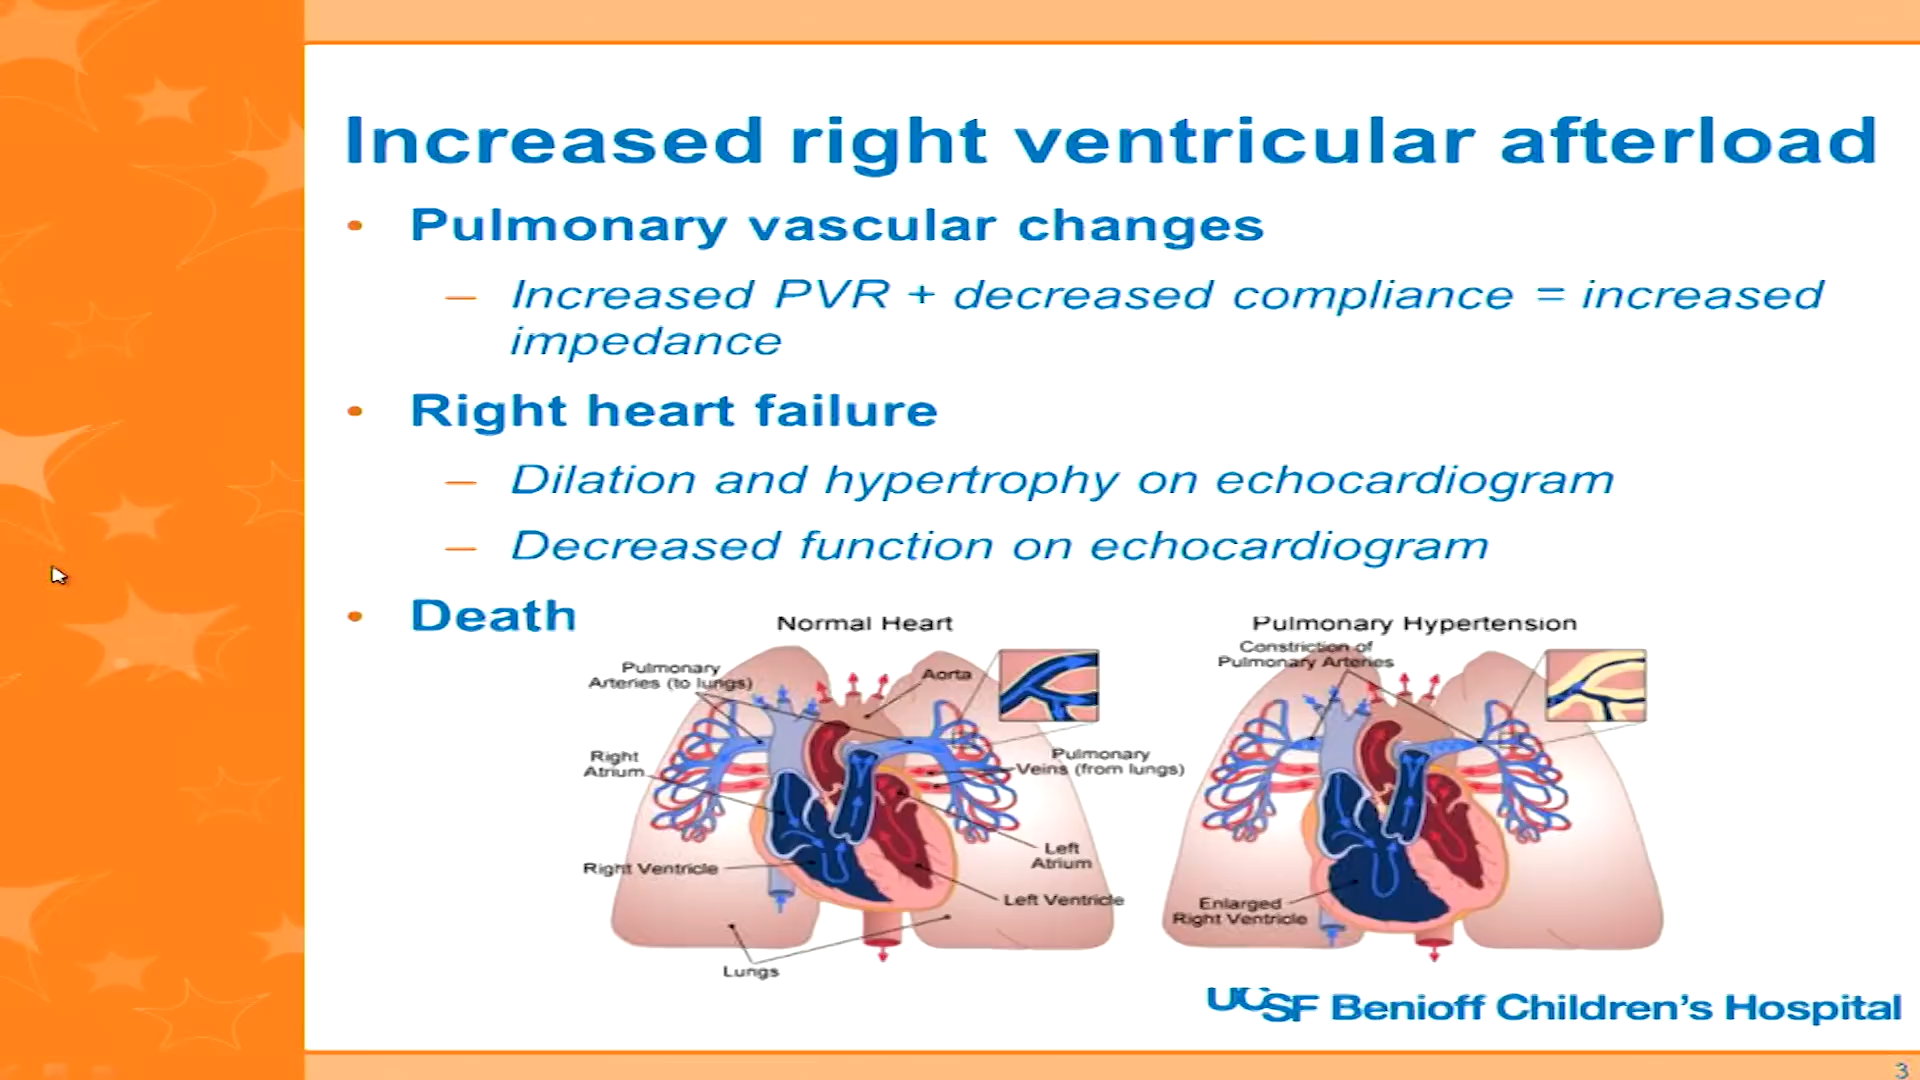 Increased right ventricular afterload
• Pulmonary vascular changes
– Increased PVR + decreased compliance = increased
impedance
• Right heart failure
– Dilation and hypertrophy on echocardiogram
– Decreased function on echocardiogram
• Death
Normal Heart
Pulmonary
Arteries (to lungs)
Aorta
Right
Atrium
Pulmonary
Veins (from lungs)
Left
Atrium
Right Ventricle
Left Ventricle
Lungs
Pulmonary Hypertension
Constriction of
Pulmonary Arteries
Enlarged
Right Ventricle
UCSF Benioff Children's Hospital
3